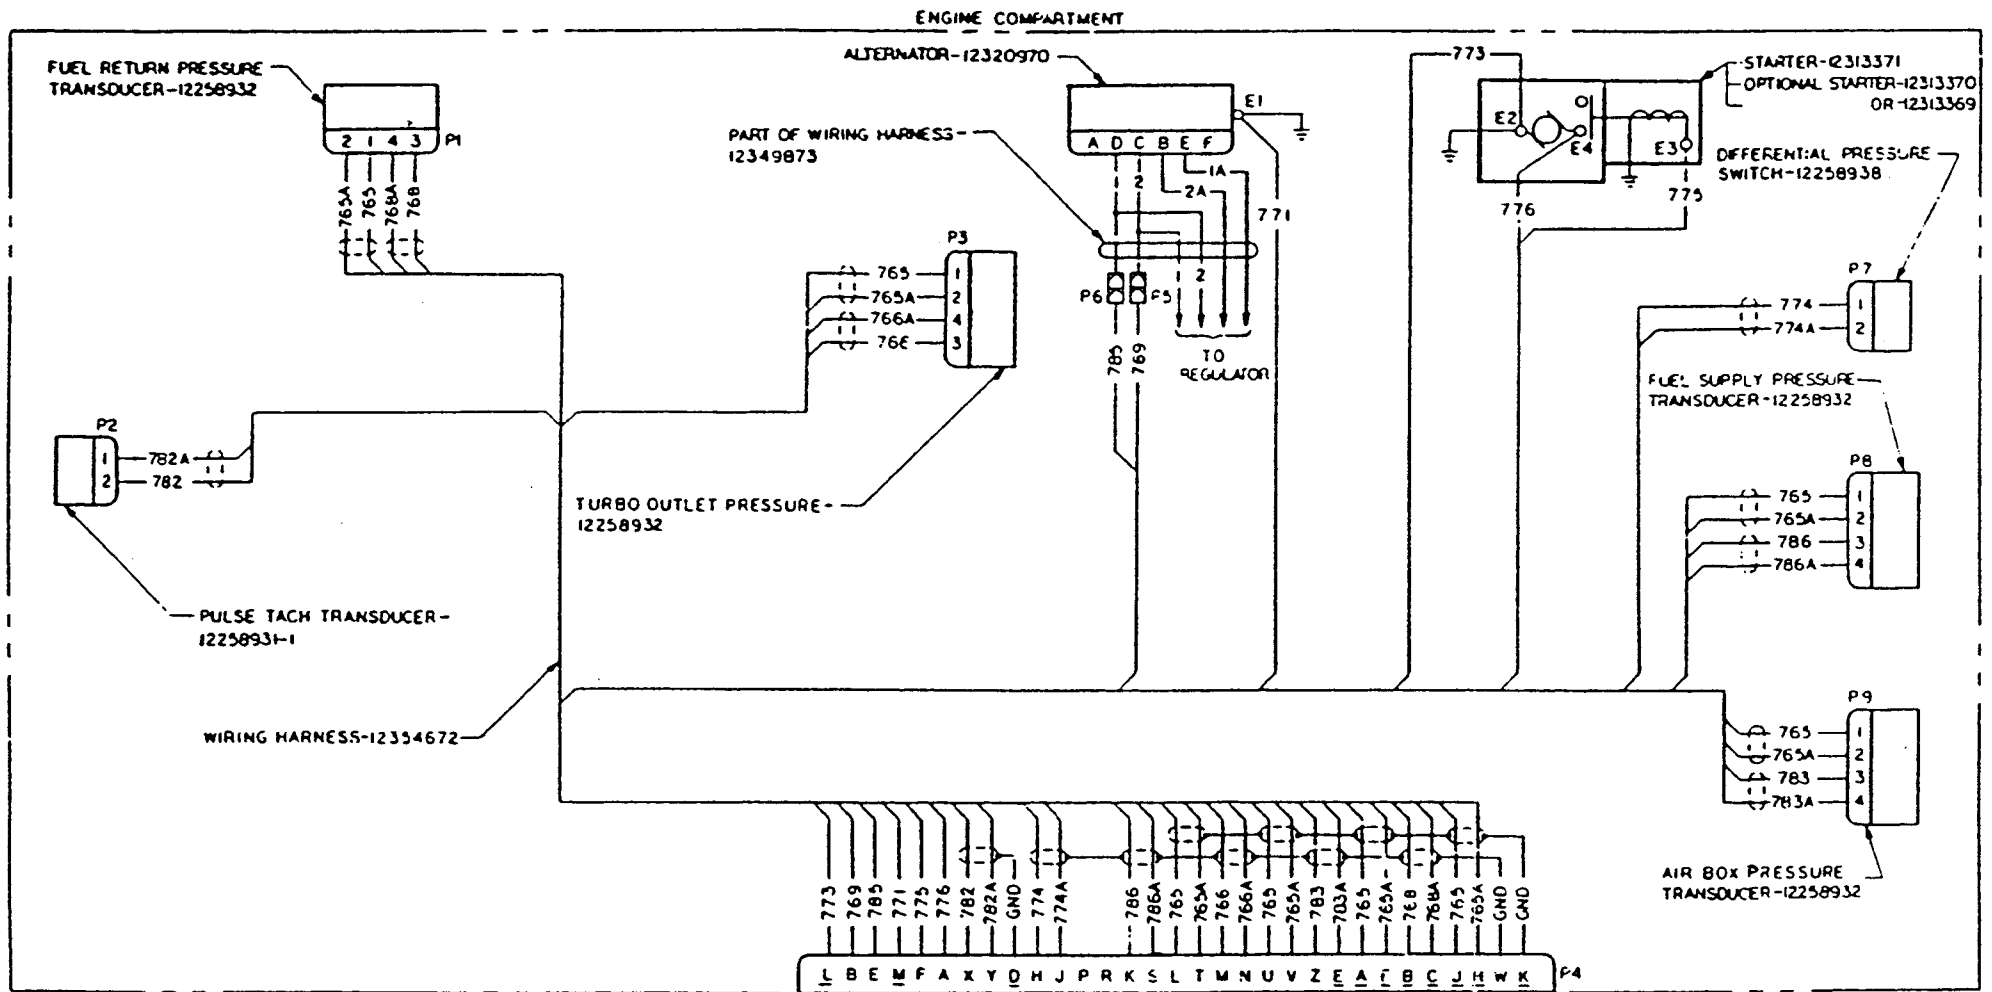 ENGINE COMPARTMENT
FUEL RETURN PRESSURE
TRANSDUCER-12258932
2 1 4 3
P1
765A
765
768A
768
ALTERNATOR-12320970
E1
A D C B E F
1A
2
2A
771
PART OF WIRING HARNESS-
12349873
P6
P5
1
2
TO
REGULATOR
785
769
773
STARTER-12313371
OPTIONAL STARTER-12313370
OR-12313369
E2
E4
E3
776
775
DIFFERENTIAL PRESSURE
SWITCH-12258938
P7
774 1
774A 2
P3
765 1
765A 2
766A 4
766 3
TURBO OUTLET PRESSURE-
12258932
P2
1 782A
2 782
PULSE TACH TRANSDUCER-
12258931-1
FUEL SUPPLY PRESSURE
TRANSDUCER-12258932
P8
765 1
765A 2
786 3
786A 4
WIRING HARNESS-12354672
P9
765 1
765A 2
783 3
783A 4
AIR BOX PRESSURE
TRANSDUCER-12258932
773
769
785
771
775
776
782
782A
GND
774
774A
786
786A
765
765A
766
766A
765
765A
783
703A
765
765A
768
768A
765
765A
GND
GND
L B E M F A X Y D H J P R K S L T M N U V Z E A F B C J H W K
P4